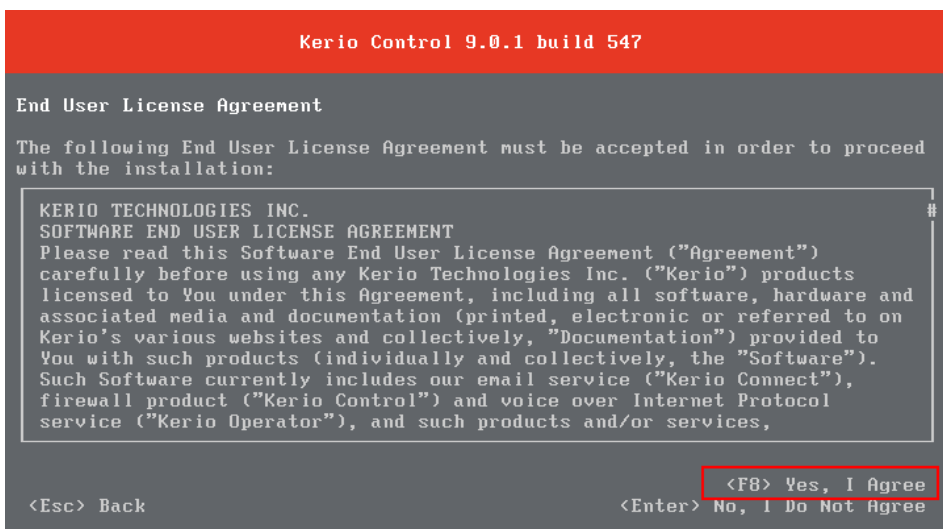 Kerio Control 9.0.1 build 547
End User License Agreement
The following End User License Agreement must be accepted in order to proceed
with the installation:
KERIO TECHNOLOGIES INC.
#
SOFTWARE END USER LICENSE AGREEMENT
Please read this Software End User License Agreement ("Agreement")
carefully before using any Kerio Technologies Inc. ("Kerio") products
licensed to You under this Agreement, including all software, hardware and
associated media and documentation (printed, electronic or referred to on
Kerio's various websites and collectively, "Documentation") provided to
You with such products (individually and collectively, the "Software").
Such Software currently includes our email service ("Kerio Connect"),
firewall product ("Kerio Control") and voice over Internet Protocol
service ("Kerio Operator"), and such products and/or services,
<F8> Yes, I Agree
<Esc> Back <Enter> No, I Do Not Agree